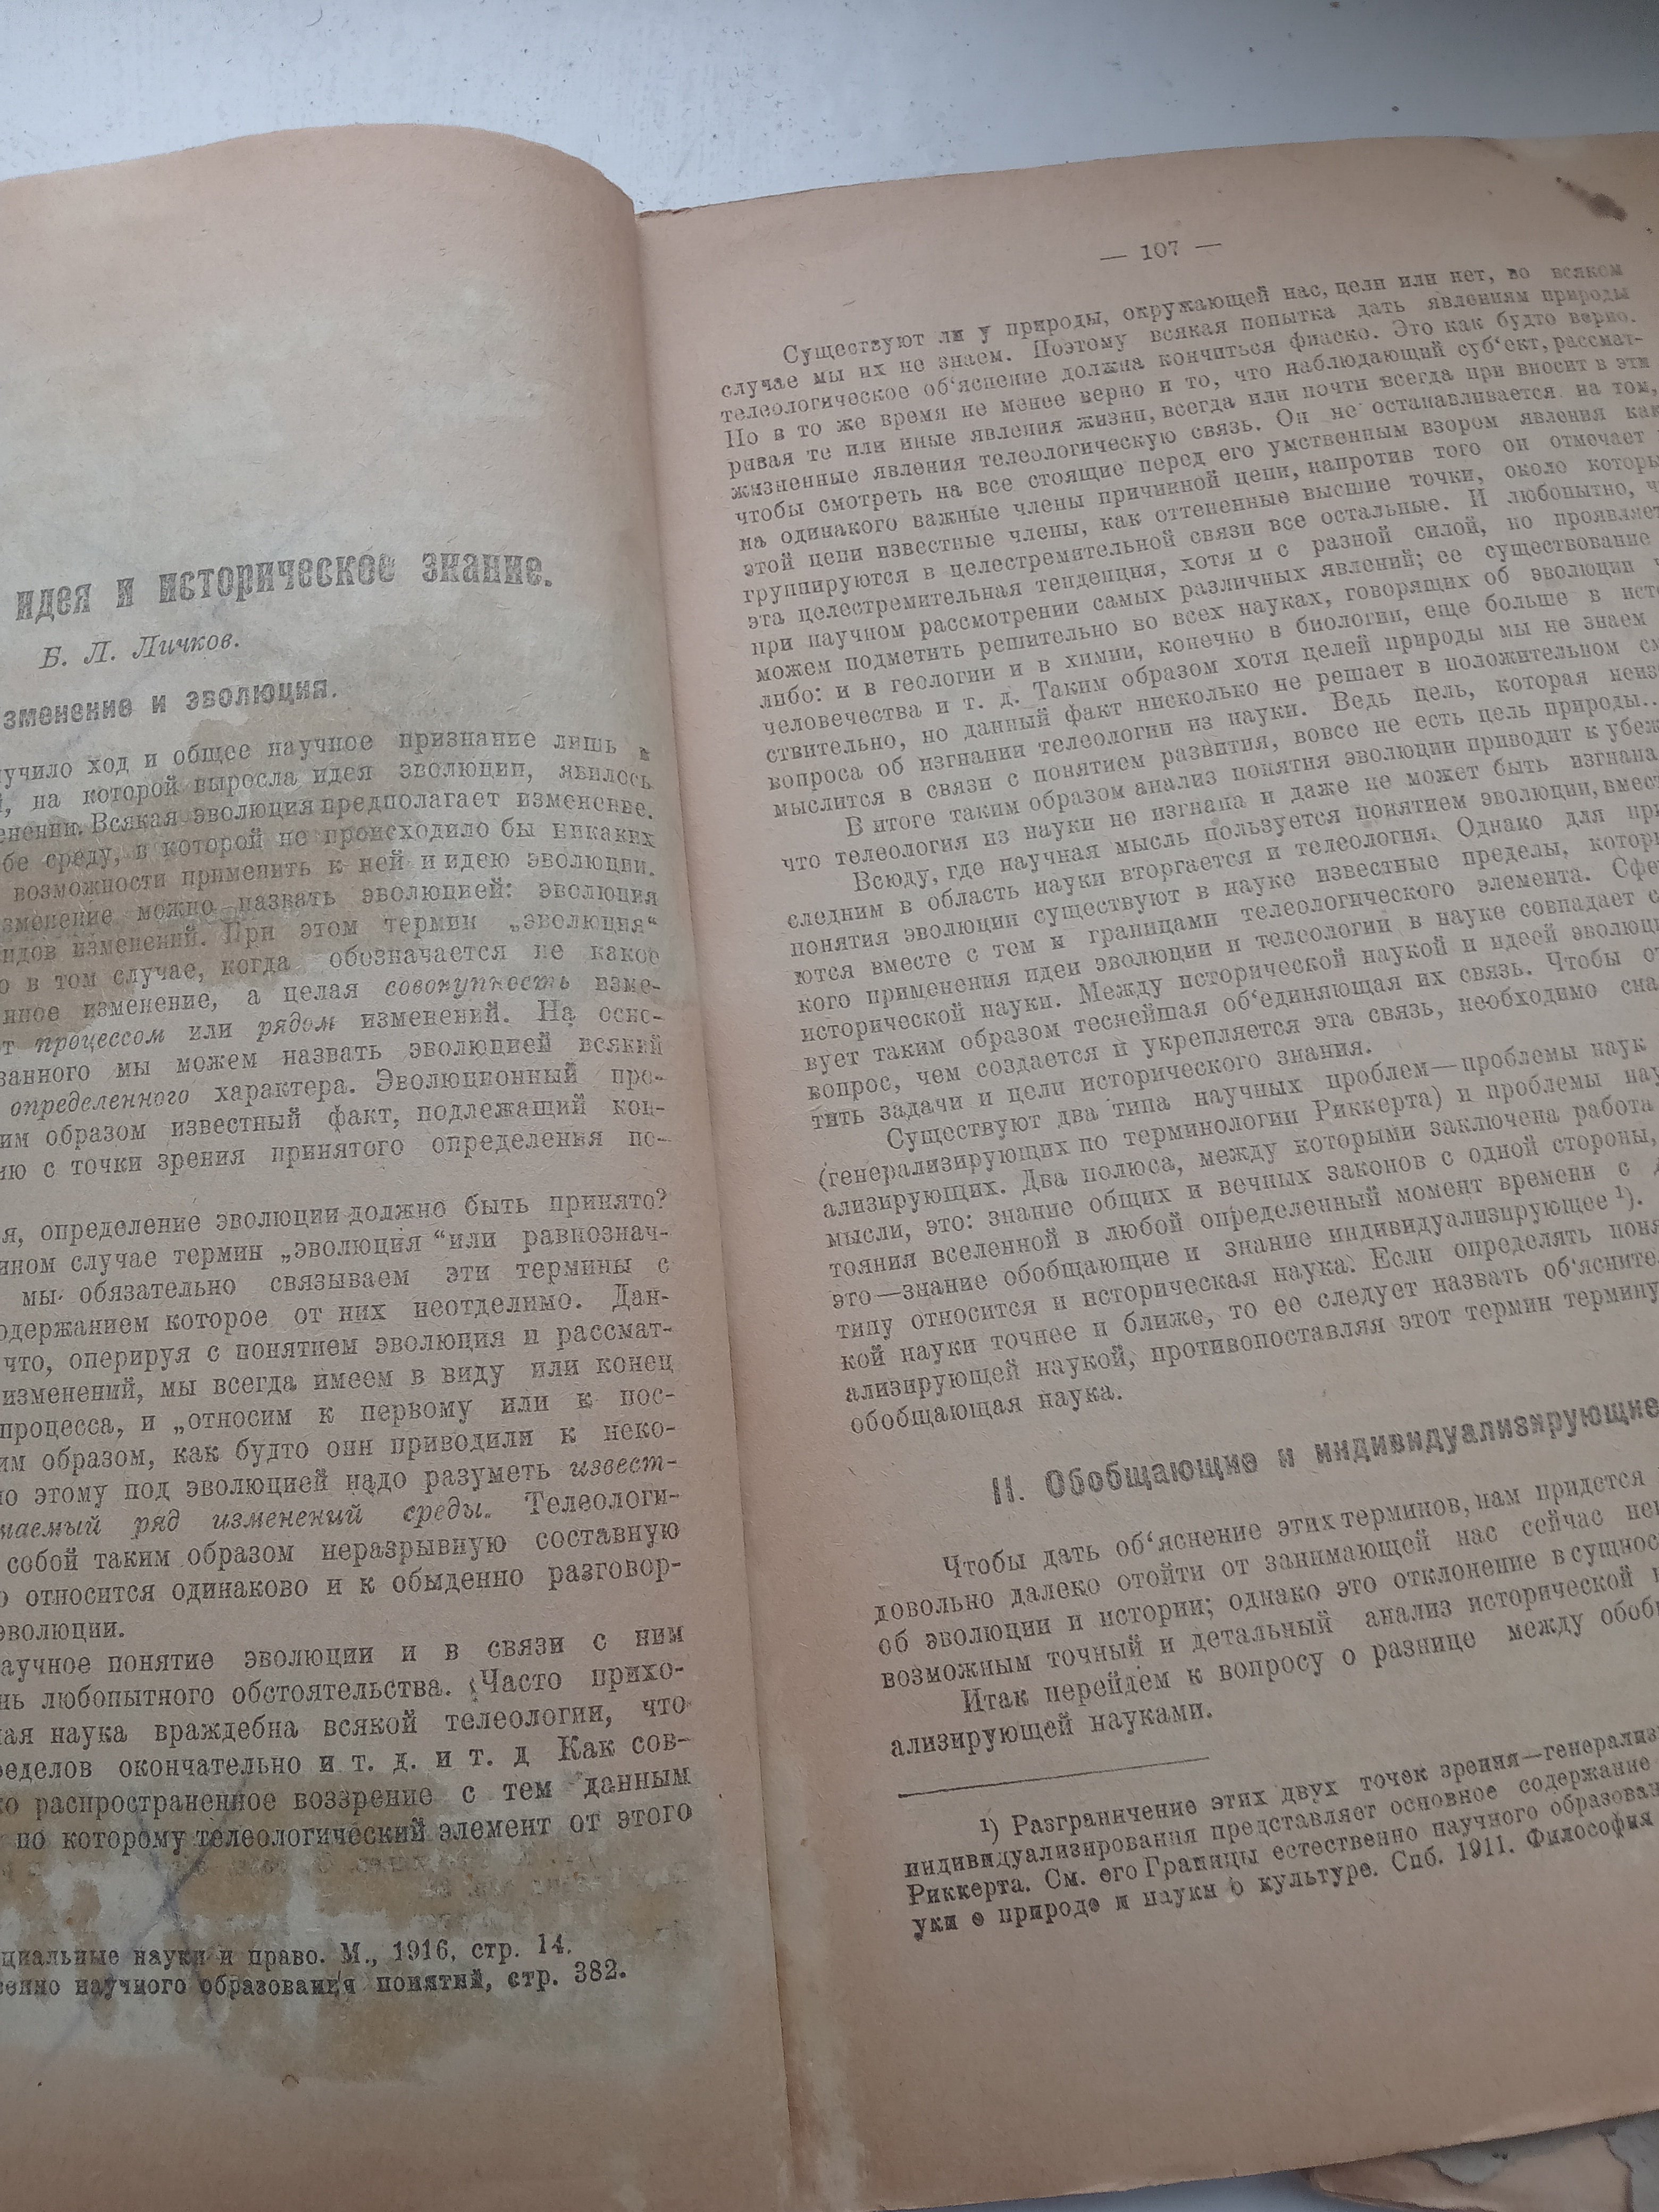 идея и историческое знание.
Б. Л. Личков.
зменение и эволюция.
лучило ход и общее научное признание лишь в
й, на которой выросла идея эволюции, явилось
енении. Всякая эволюция предполагает изменение.
бе среду, в которой не происходило бы никаких
возможности применить к ней и идею эволюции.
зменение можно назвать эволюцией: эволюция
идов изменений. При этом термин „эволюция“
о в том случае, когда обозначается не какое
нное изменение, а целая совокупность изме-
т процессом или рядом изменений. На осно-
занного мы можем назвать эволюцией всякий
определенного характера. Эволюционный про-
им образом известный факт, подлежащий кон-
ию с точки зрения принятого определения по-
я, определение эволюции должно быть принято?
ином случае термин „эволюция“ или равнознач-
мы обязательно связываем эти термины с
одержанием которое от них неотделимо. Дан-
что, оперируя с понятием эволюция и рассмат-
изменений, мы всегда имеем в виду или конец
процесса, и „относим к первому или к пос-
им образом, как будто они приводили к неко-
по этому под эволюцией надо разуметь извест-
маемый ряд изменений среды. Телеологи-
собой таким образом неразрывную составную
о относится одинаково и к обыденно разговор-
эволюции.
аучное понятие эволюции и в связи с ним
нь любопытного обстоятельства. Часто прихо-
ная наука враждебна всякой телеологии, что
ределов окончательно и т. д. и т. д Как сов-
ко распространенное воззрение с тем данным
по которому телеологический элемент от этого
циальные науки и право. М., 1916, стр. 14.
венно научного образования понятий, стр. 382.
— 107 —
Существуют ли у природы, окружающей нас, цели или нет, во всяком
случае мы их не знаем. Поэтому всякая попытка дать явлениям природы
телеологическое об‘яснение должна кончиться фиаско. Это как будто верно.
Но в то же время не менее верно и то, что наблюдающий суб‘ект, рассмат-
ривая те или иные явления жизни, всегда или почти всегда при вносит в эти
жизненные явления телеологическую связь. Он не останавливается на том,
чтобы смотреть на все стоящие перед его умственным взором явления как
на одинакого важные члены причинной цепи, напротив того он отмечает
этой цепи известные члены, как оттененные высшие точки, около котор
группируются в целестремительной связи все остальные. И любопытно, ч
эта целестремительная тенденция, хотя и с разной силой, но проявляет
при научном рассмотрении самых различных явлений; ее существование
можем подметить решительно во всех науках, говорящих об эволюции ч
либо: и в геологии и в химии, конечно в биологии, еще больше в исто
человечества и т. д. Таким образом хотя целей природы мы не знаем
ствительно, но данный факт нисколько не решает в положительном см
вопроса об изгнании телеологии из науки. Ведь цель, которая неиз
мыслится в связи с понятием развития, вовсе не есть цель природы..
В итоге таким образом анализ понятия эволюции приводит к убеж
что телеология из науки не изгнана и даже не может быть изгнана
Всюду, где научная мысль пользуется понятием эволюции, вмест
следним в область науки вторгается и телеология. Однако для при
понятия эволюции существуют в науке известные пределы, котор
ются вместе с тем и границами телеологического элемента. Сфе
кого применения идеи эволюции и телеологии в науке совпадает с
исторической науки. Между исторической наукой и идеей эволюци
вует таким образом теснейшая об‘единяющая их связь. Чтобы от
вопрос, чем создается и укрепляется эта связь, необходимо сна
тить задачи и цели исторического знания.
Существуют два типа научных проблем—проблемы наук
(генерализирующих по терминологии Риккерта) и проблемы нау
ализирующих. Два полюса, между которыми заключена работа
мысли, это: знание общих и вечных законов с одной стороны,
тояния вселенной в любой определенный момент времени с д
это—знание обобщающие и знание индивидуализирующее ¹).
типу относится и историческая наука. Если определять поня
кой науки точнее и ближе, то ее следует назвать об‘ясните
ализирующей наукой, противопоставляя этот термин термину
обобщающая наука.
II. Обобщающие и индивидуализирующие
Чтобы дать об‘яснение этих терминов, нам придется
довольно далеко отойти от занимающей нас сейчас
об эволюции и истории; однако это отклонение в сущнос
возможным точный и детальный анализ исторической
Итак перейдем к вопросу о разнице между обоб
ализирующей науками.
¹) Разграничение этих двух точек зрения—генерализ
индивидуализирования представляет основное содержание
Риккерта. См. его Границы естественно научного образова
уки о природе и науки о культуре. Спб. 1911. Философия